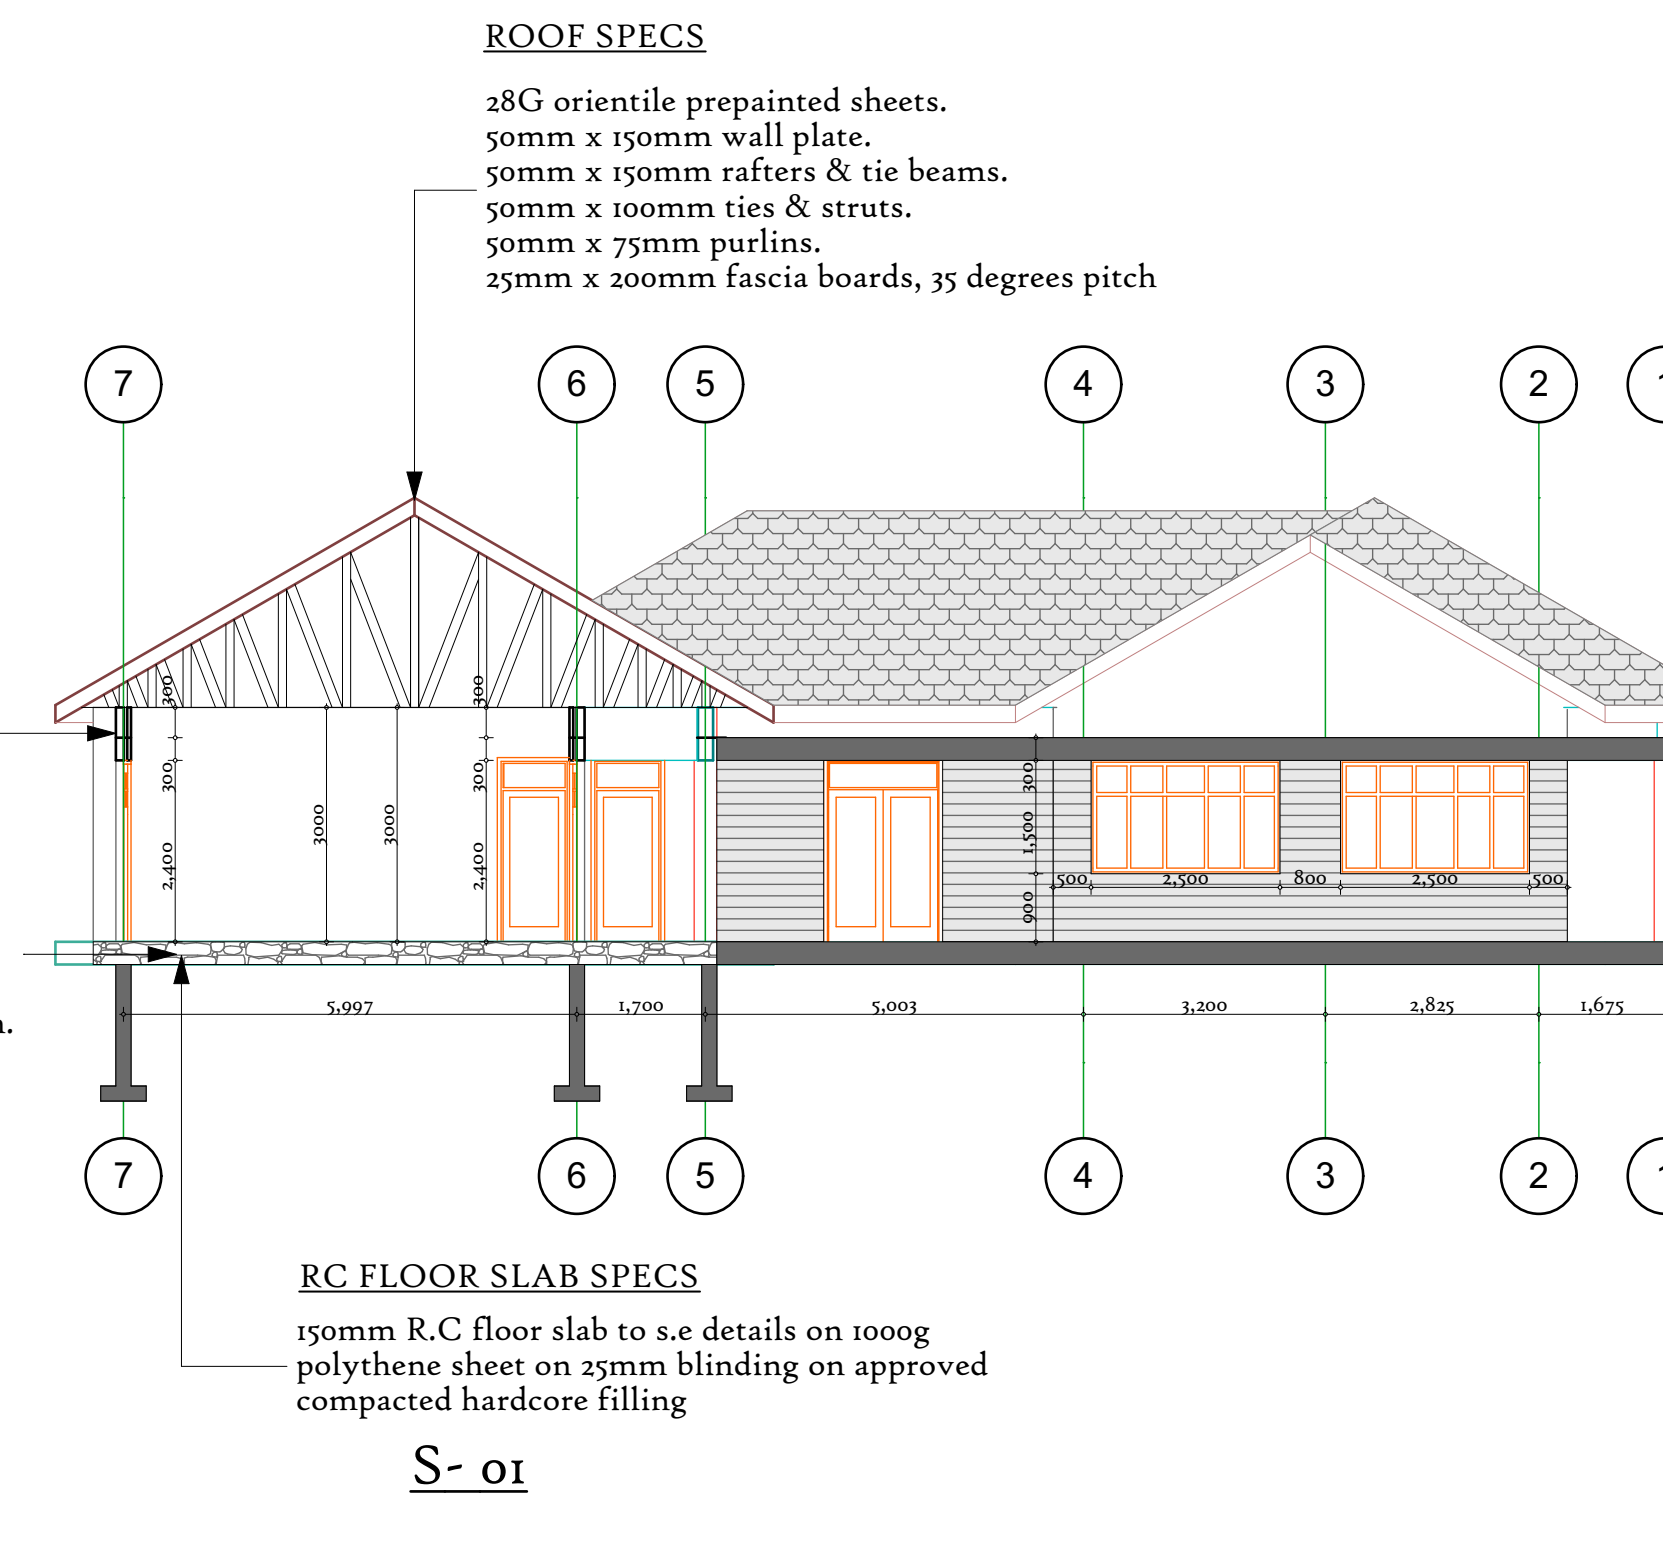 ROOF SPECS
28G orientile prepainted sheets.
50mm x 150mm wall plate.
50mm x 150mm rafters & tie beams.
50mm x 100mm ties & struts.
50mm x 75mm purlins.
25mm x 200mm fascia boards, 35 degrees pitch
7 6 5 4 3 2 1
300 300
300 300 300
3000 3000
2,400 2,400 1,500
500 2,500 800 2,500 500
900
n.
5,997 1,700 5,003 3,200 2,825 1,675
7 6 5 4 3 2 1
RC FLOOR SLAB SPECS
150mm R.C floor slab to s.e details on 1000g
polythene sheet on 25mm blinding on approved
compacted hardcore filling
S- 01